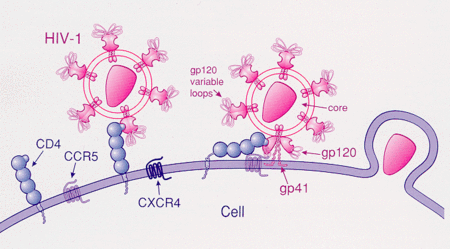 HIV-1
gp120
variable
loops
core
CD4
CCR5
gp120
gp41
CXCR4
Cell